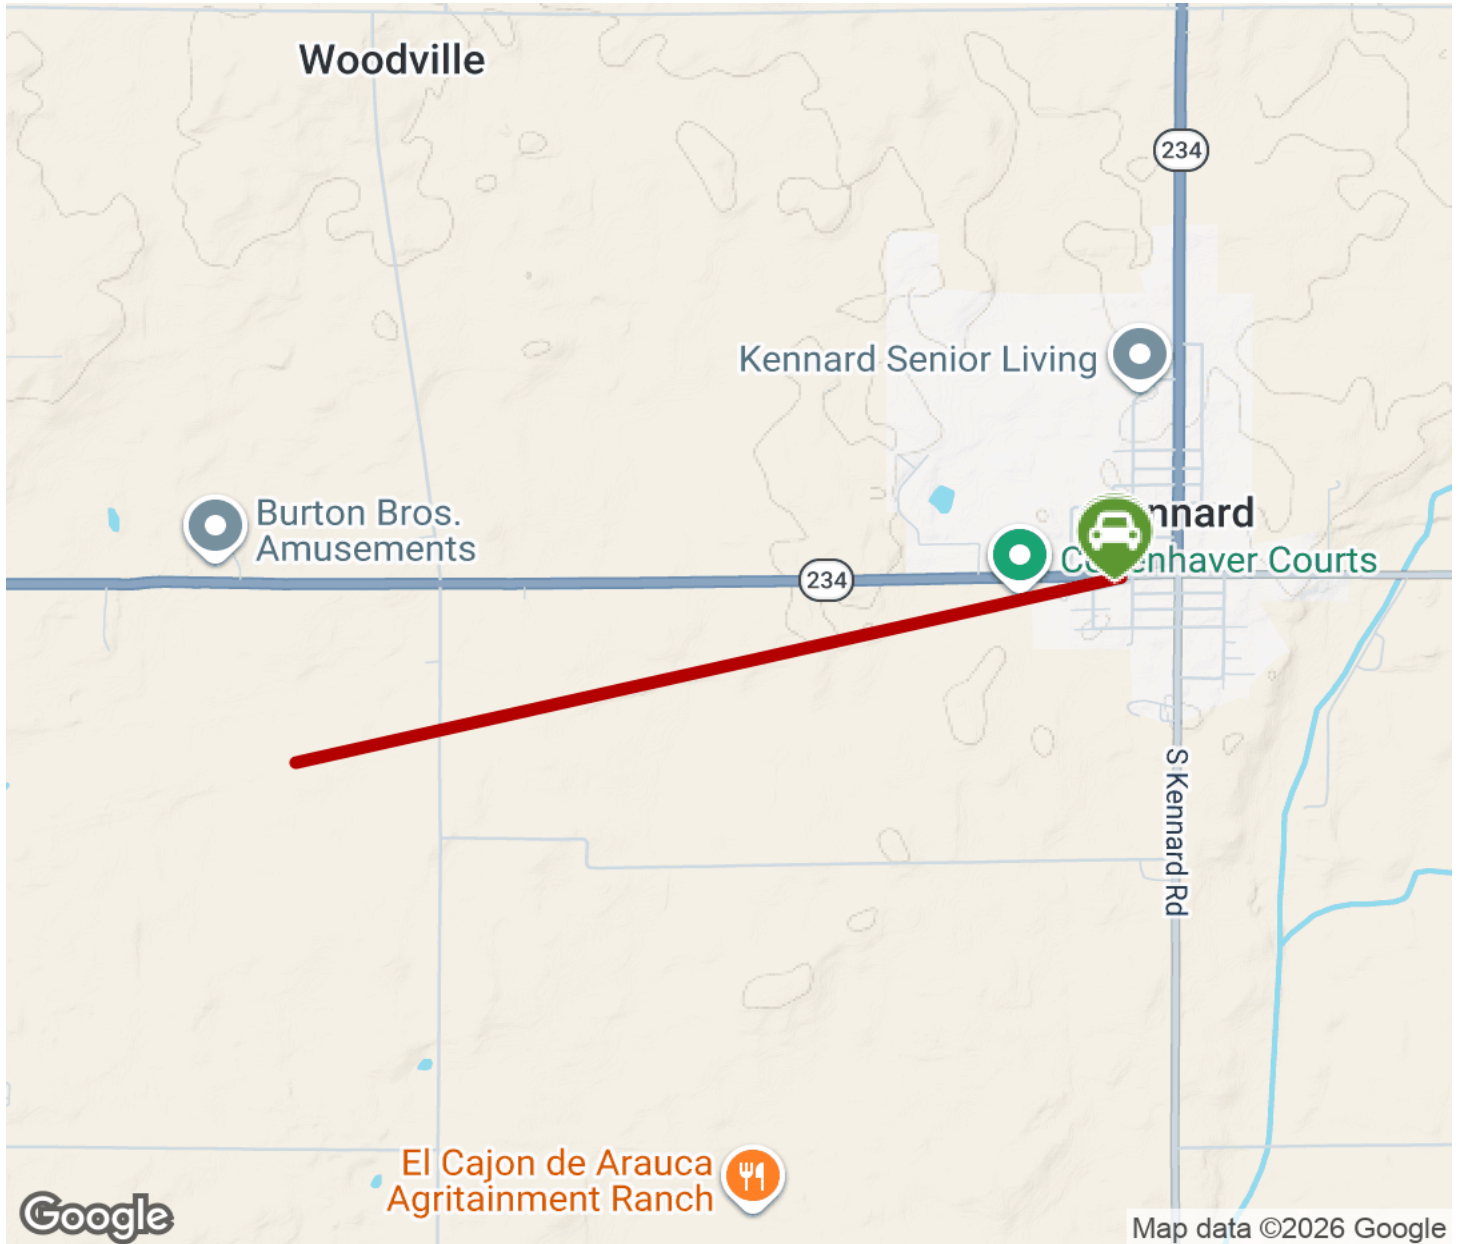 Woodville
234
Kennard Senior Living
Burton Bros.
Amusements
nnard
enhaver Courts
234
S Kennard Rd
El Cajon de Arauca
Agritainment Ranch
Google
Map data ©2026 Google